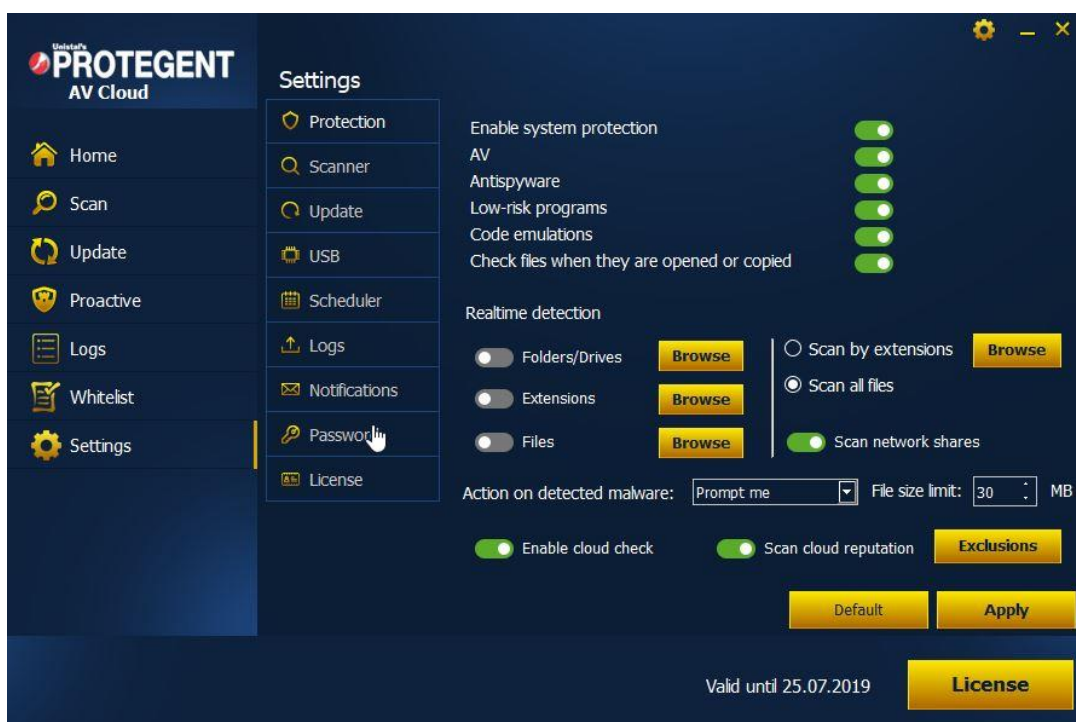 Unistal's
PROTEGENT
AV Cloud
Home
Scan
Update
Proactive
Logs
Whitelist
Settings
Settings
Protection
Scanner
Update
USB
Scheduler
Logs
Notifications
Password
License
Enable system protection
AV
Antispyware
Low-risk programs
Code emulations
Check files when they are opened or copied
Realtime detection
Folders/Drives Browse
Extensions Browse
Files Browse
Scan by extensions Browse
Scan all files
Scan network shares
Action on detected malware: Prompt me File size limit: 30 MB
Enable cloud check Scan cloud reputation Exclusions
Default Apply
Valid until 25.07.2019 License